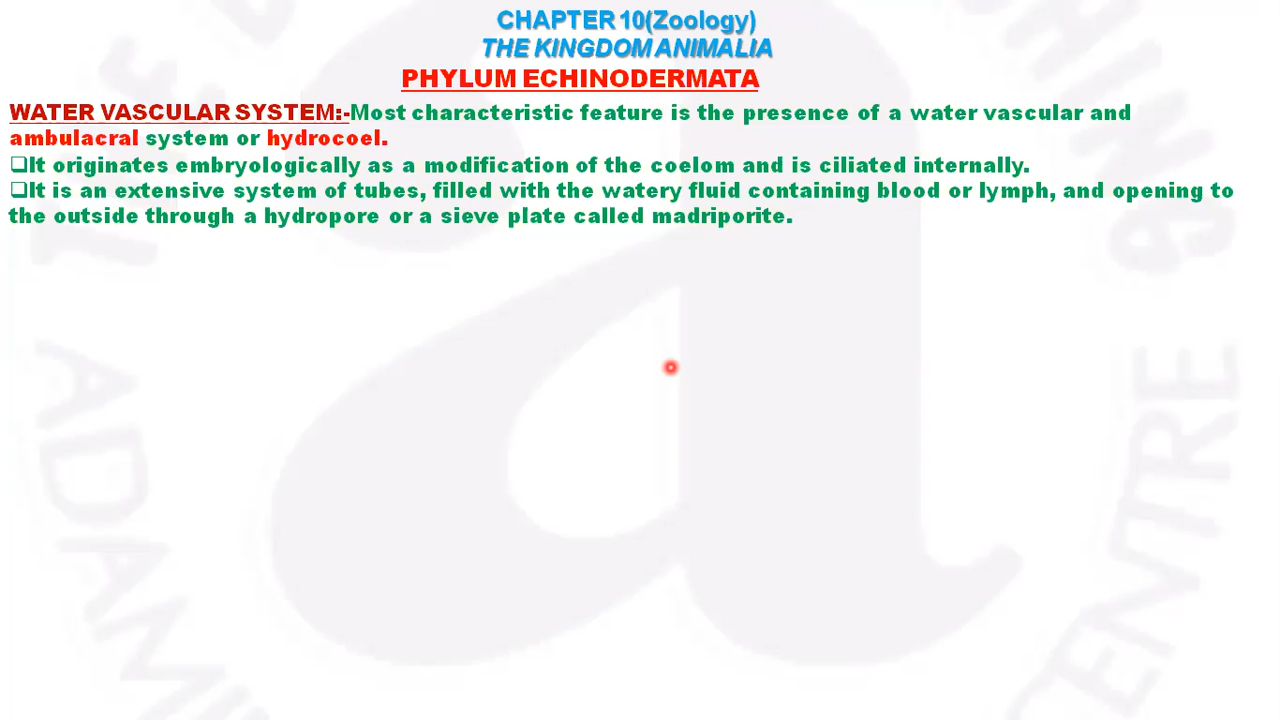 CHAPTER 10(Zoology)
THE KINGDOM ANIMALIA
PHYLUM ECHINODERMATA
WATER VASCULAR SYSTEM:-Most characteristic feature is the presence of a water vascular and
ambulacral system or hydrocoel.
❑It originates embryologically as a modification of the coelom and is ciliated internally.
❑It is an extensive system of tubes, filled with the watery fluid containing blood or lymph, and opening to
the outside through a hydropore or a sieve plate called madriporite.